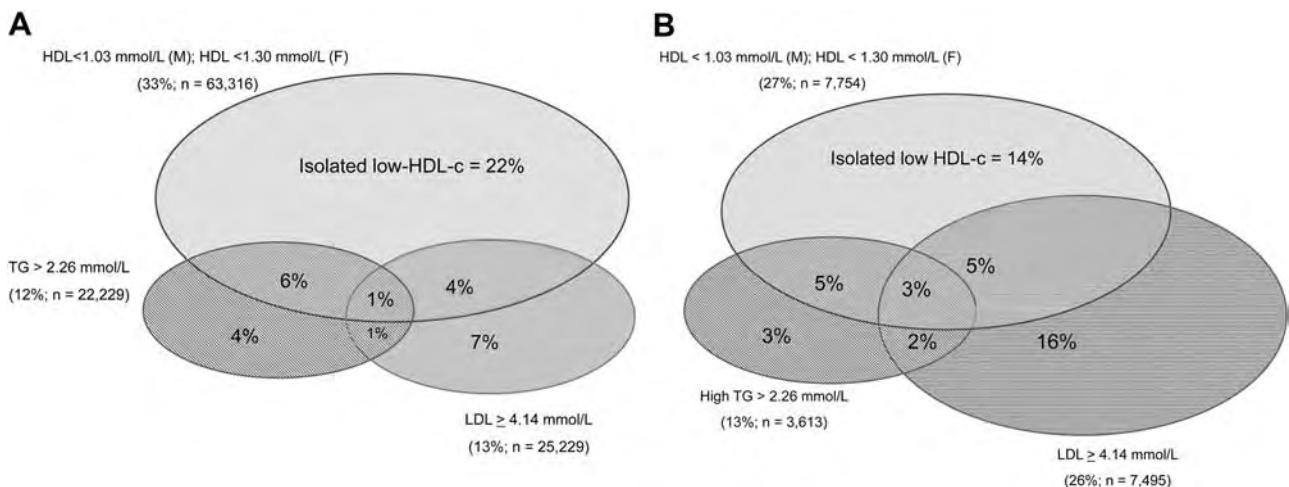 A
HDL<1.03 mmol/L (M); HDL <1.30 mmol/L (F)
(33%; n = 63,316)
Isolated low-HDL-c = 22%
TG > 2.26 mmol/L
(12%; n = 22,229)
6%
1%
4%
4%
1%
7%
LDL ≥ 4.14 mmol/L
(13%; n = 25,229)
B
HDL < 1.03 mmol/L (M); HDL < 1.30 mmol/L (F)
(27%; n = 7,754)
Isolated low HDL-c = 14%
5%
3%
5%
3%
2%
16%
High TG > 2.26 mmol/L
(13%; n = 3,613)
LDL ≥ 4.14 mmol/L
(26%; n = 7,495)